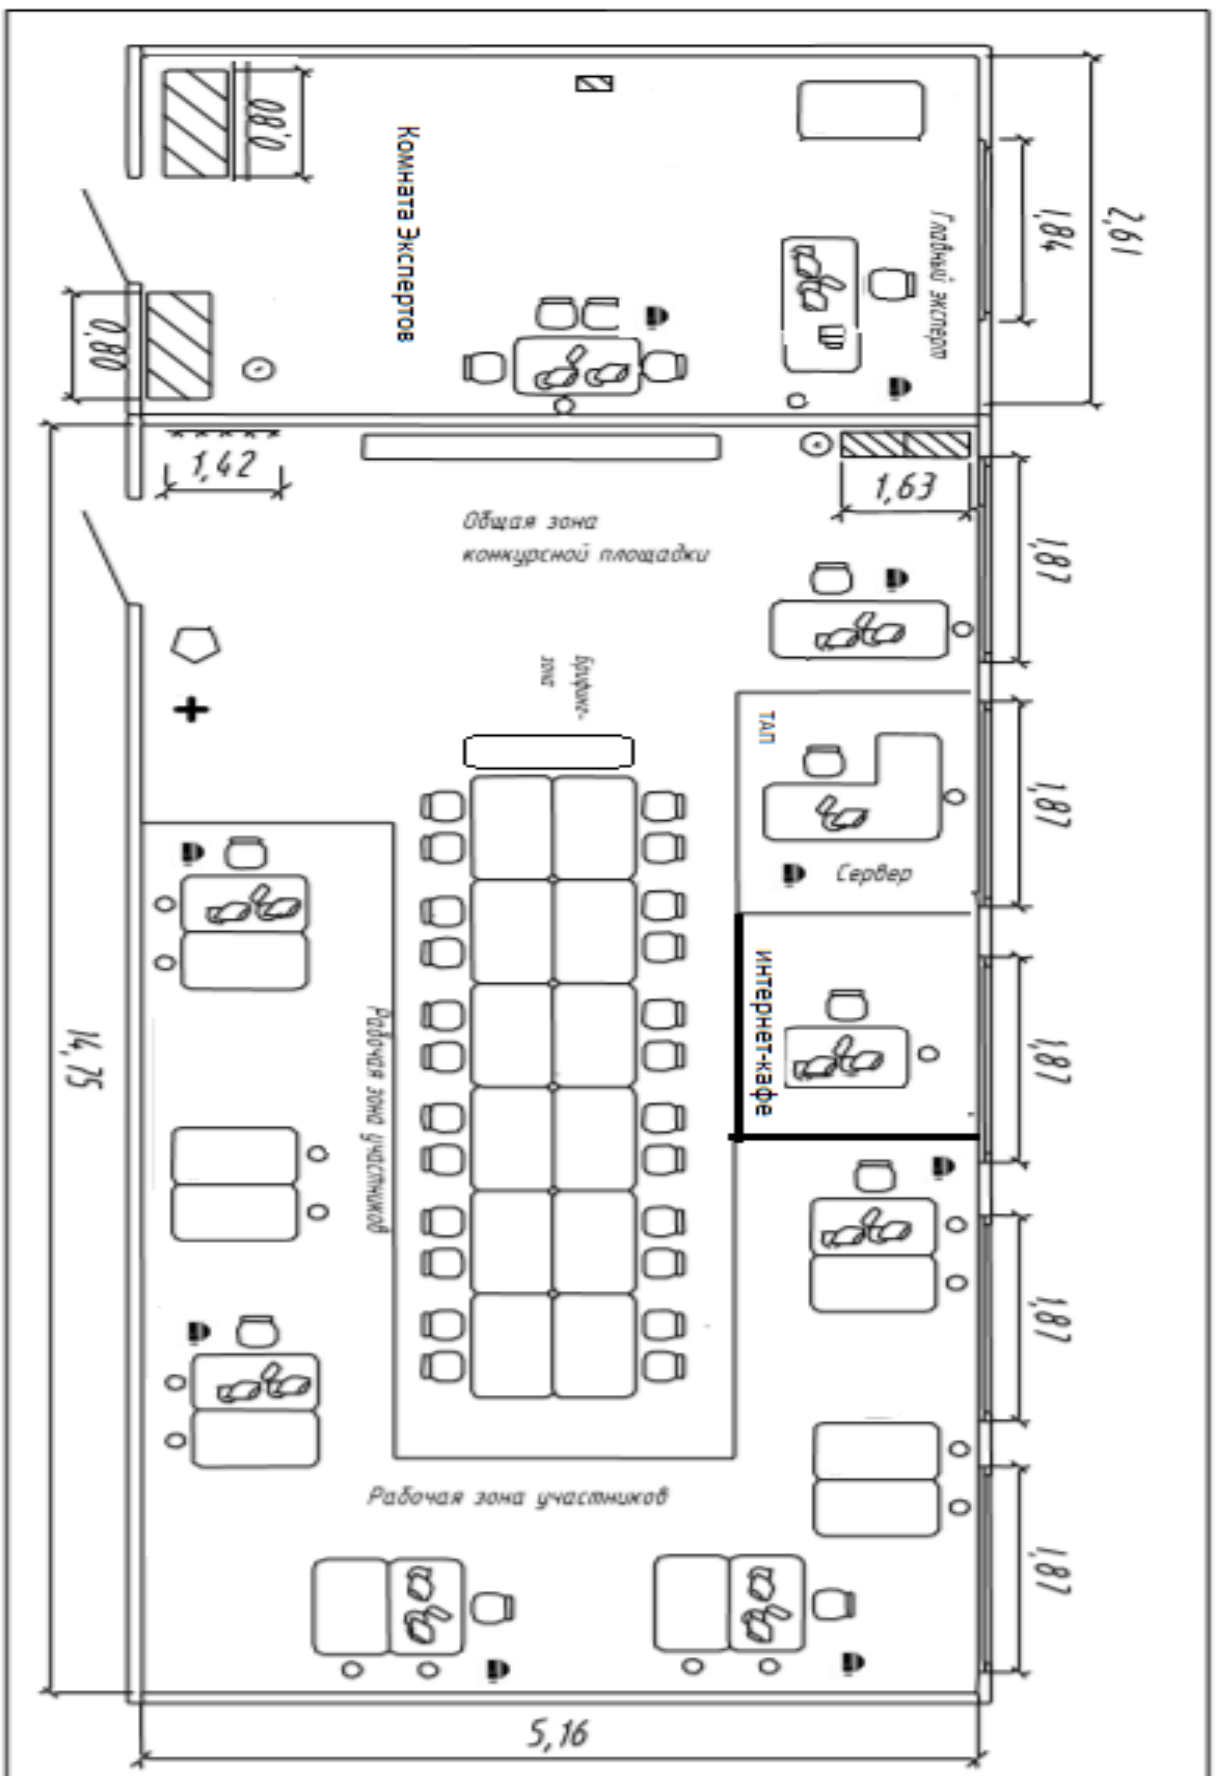 0,80
Комната Экспертов
Главный эксперт
1,84
2,61
0,80
1,42
1,63
Общая зона
конкурсной площадки
1,87
Брифинг-
зона
ТАП
1,87
Сервер
интернет-кафе
1,87
14,75
Рабочая зона участников
1,87
Рабочая зона участников
1,87
5,16